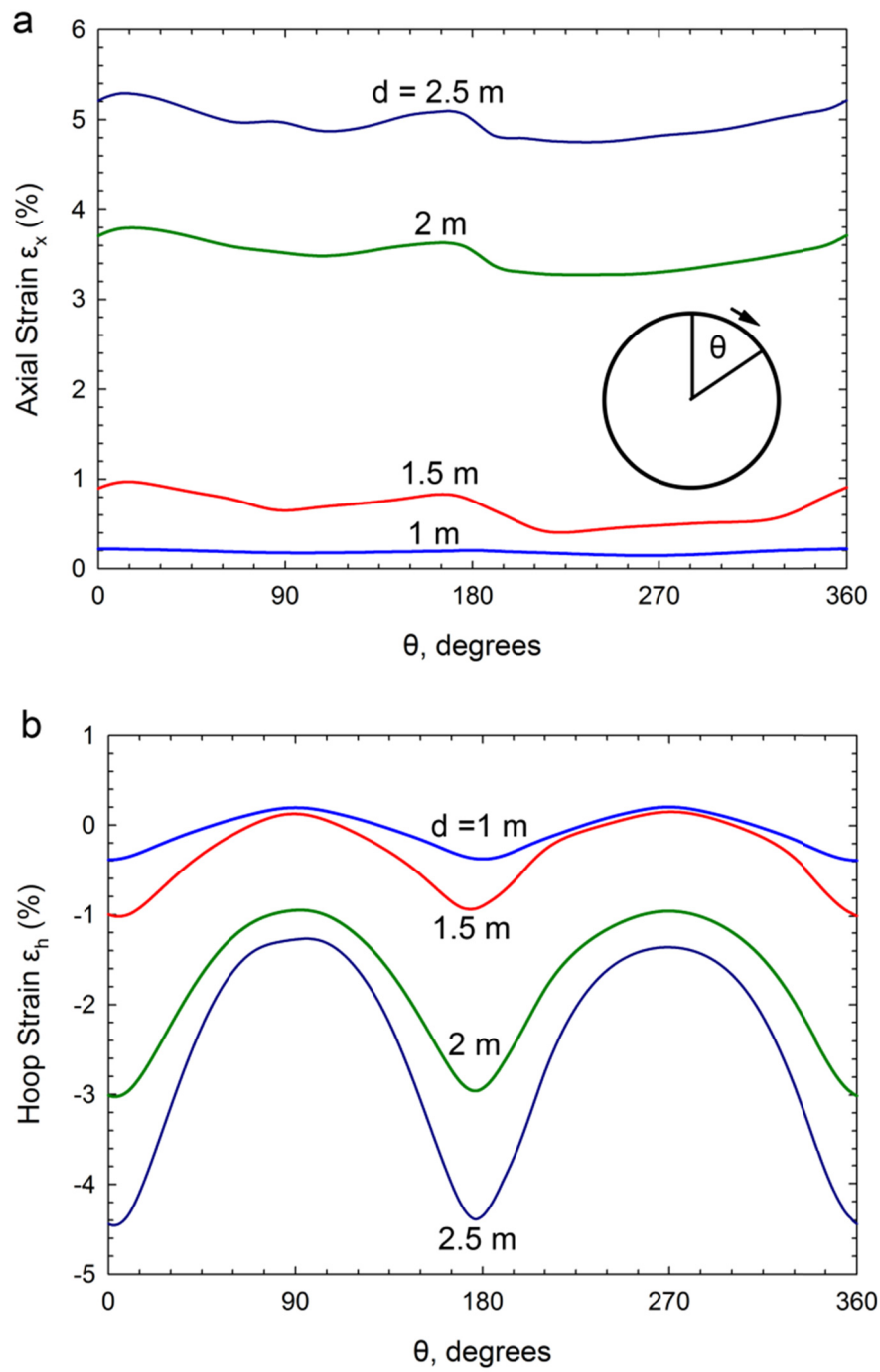 a
6
5
4
3
2
1
0
Axial Strain εx (%)
d = 2.5 m
2 m
1.5 m
1 m
θ
0 90 180 270 360
θ, degrees
b
1
0
-1
-2
-3
-4
-5
Hoop Strain εh (%)
d =1 m
1.5 m
2 m
2.5 m
0 90 180 270 360
θ, degrees